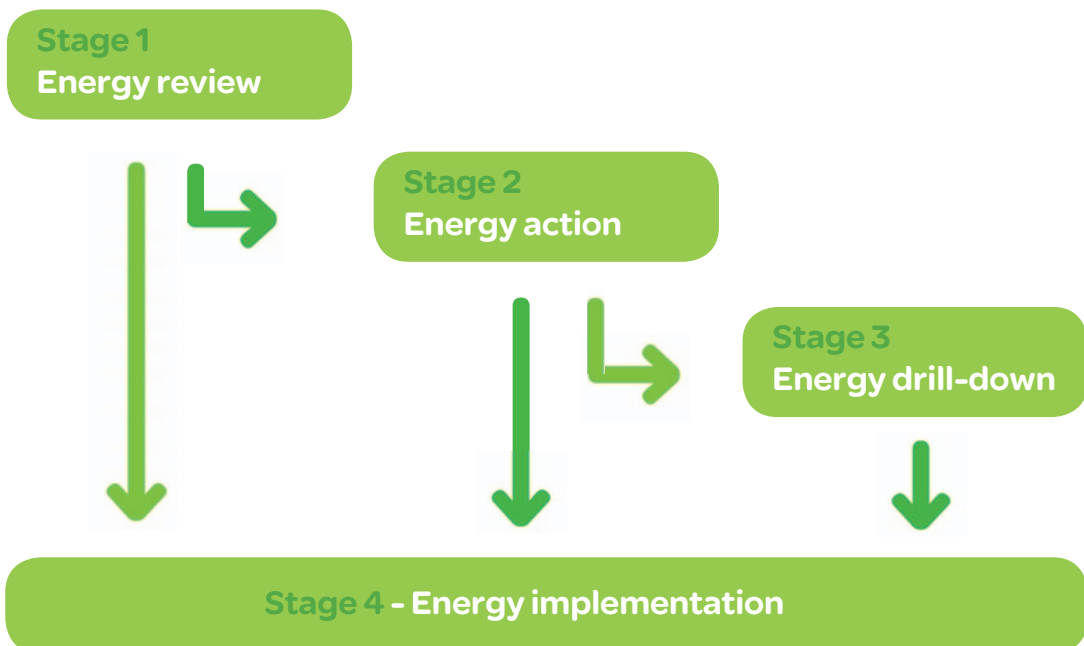 Stage 1
Energy review
Stage 2
Energy action
Stage 3
Energy drill-down
Stage 4 - Energy implementation